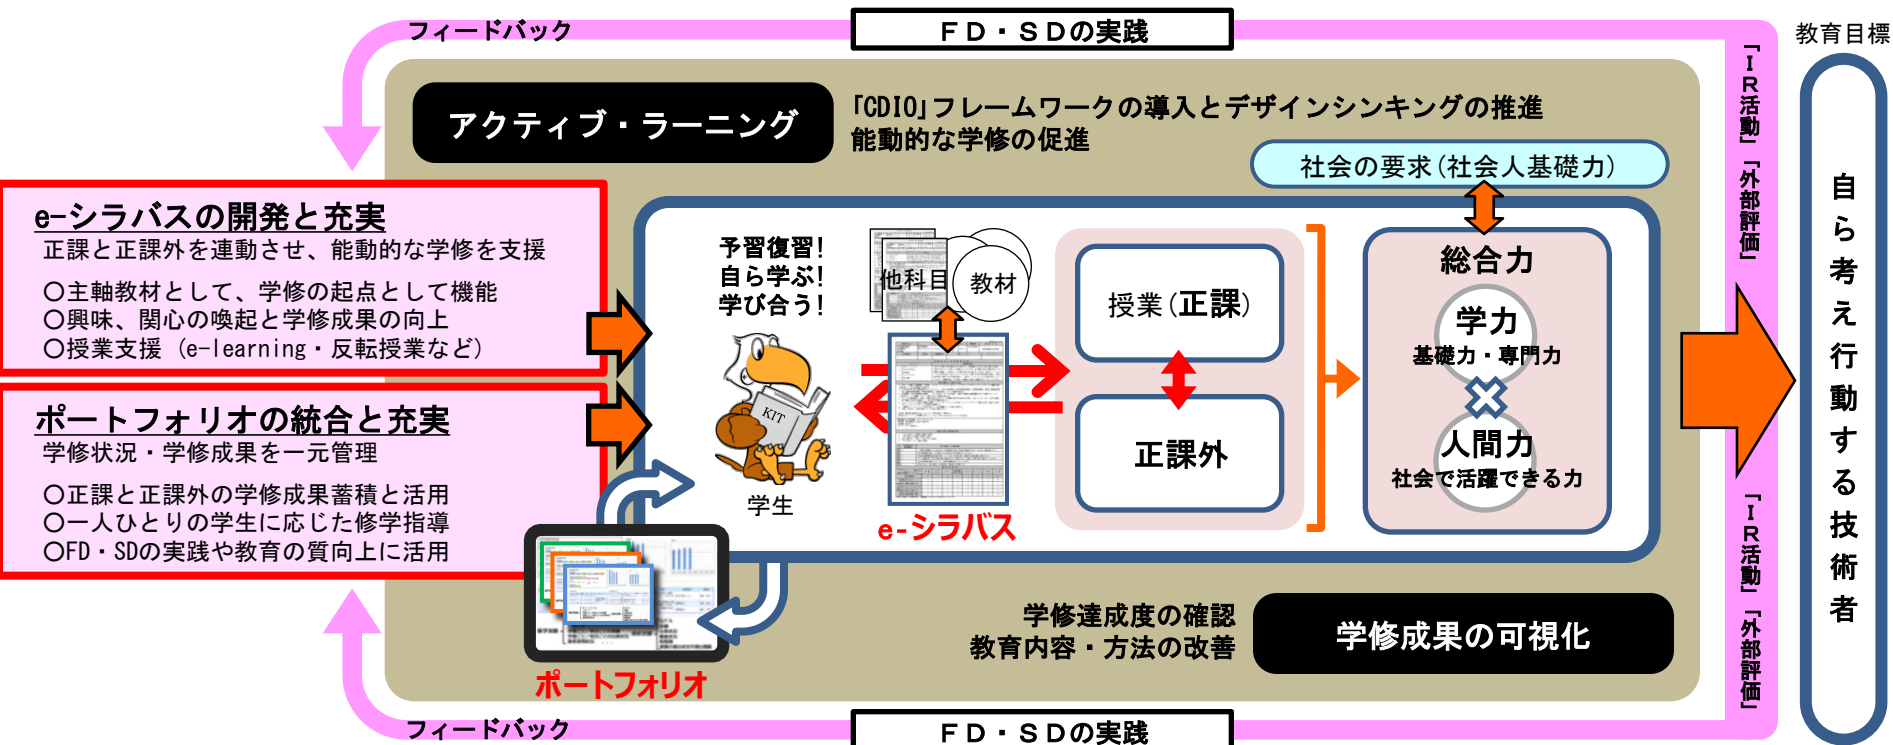 フィードバック
ＦＤ・ＳＤの実践
教育目標
「ＩＲ活動」「外部評価」
アクティブ・ラーニング
「CDIO」フレームワークの導入とデザインシンキングの推進
能動的な学修の促進
社会の要求(社会人基礎力)
e-シラバスの開発と充実
正課と正課外を連動させ、能動的な学修を支援
〇主軸教材として、学修の起点として機能
〇興味、関心の喚起と学修成果の向上
〇授業支援（e-learning・反転授業など）
ポートフォリオの統合と充実
学修状況・学修成果を一元管理
〇正課と正課外の学修成果蓄積と活用
〇一人ひとりの学生に応じた修学指導
〇FD・SDの実践や教育の質向上に活用
予習復習!
自ら学ぶ!
学び合う!
KIT
学生
他科目
教材
e-シラバス
授業(正課)
正課外
総合力
学力
基礎力・専門力
人間力
社会で活躍できる力
自ら考え行動する技術者
ポートフォリオ
学修達成度の確認
教育内容・方法の改善
学修成果の可視化
「ＩＲ活動」「外部評価」
フィードバック
ＦＤ・ＳＤの実践